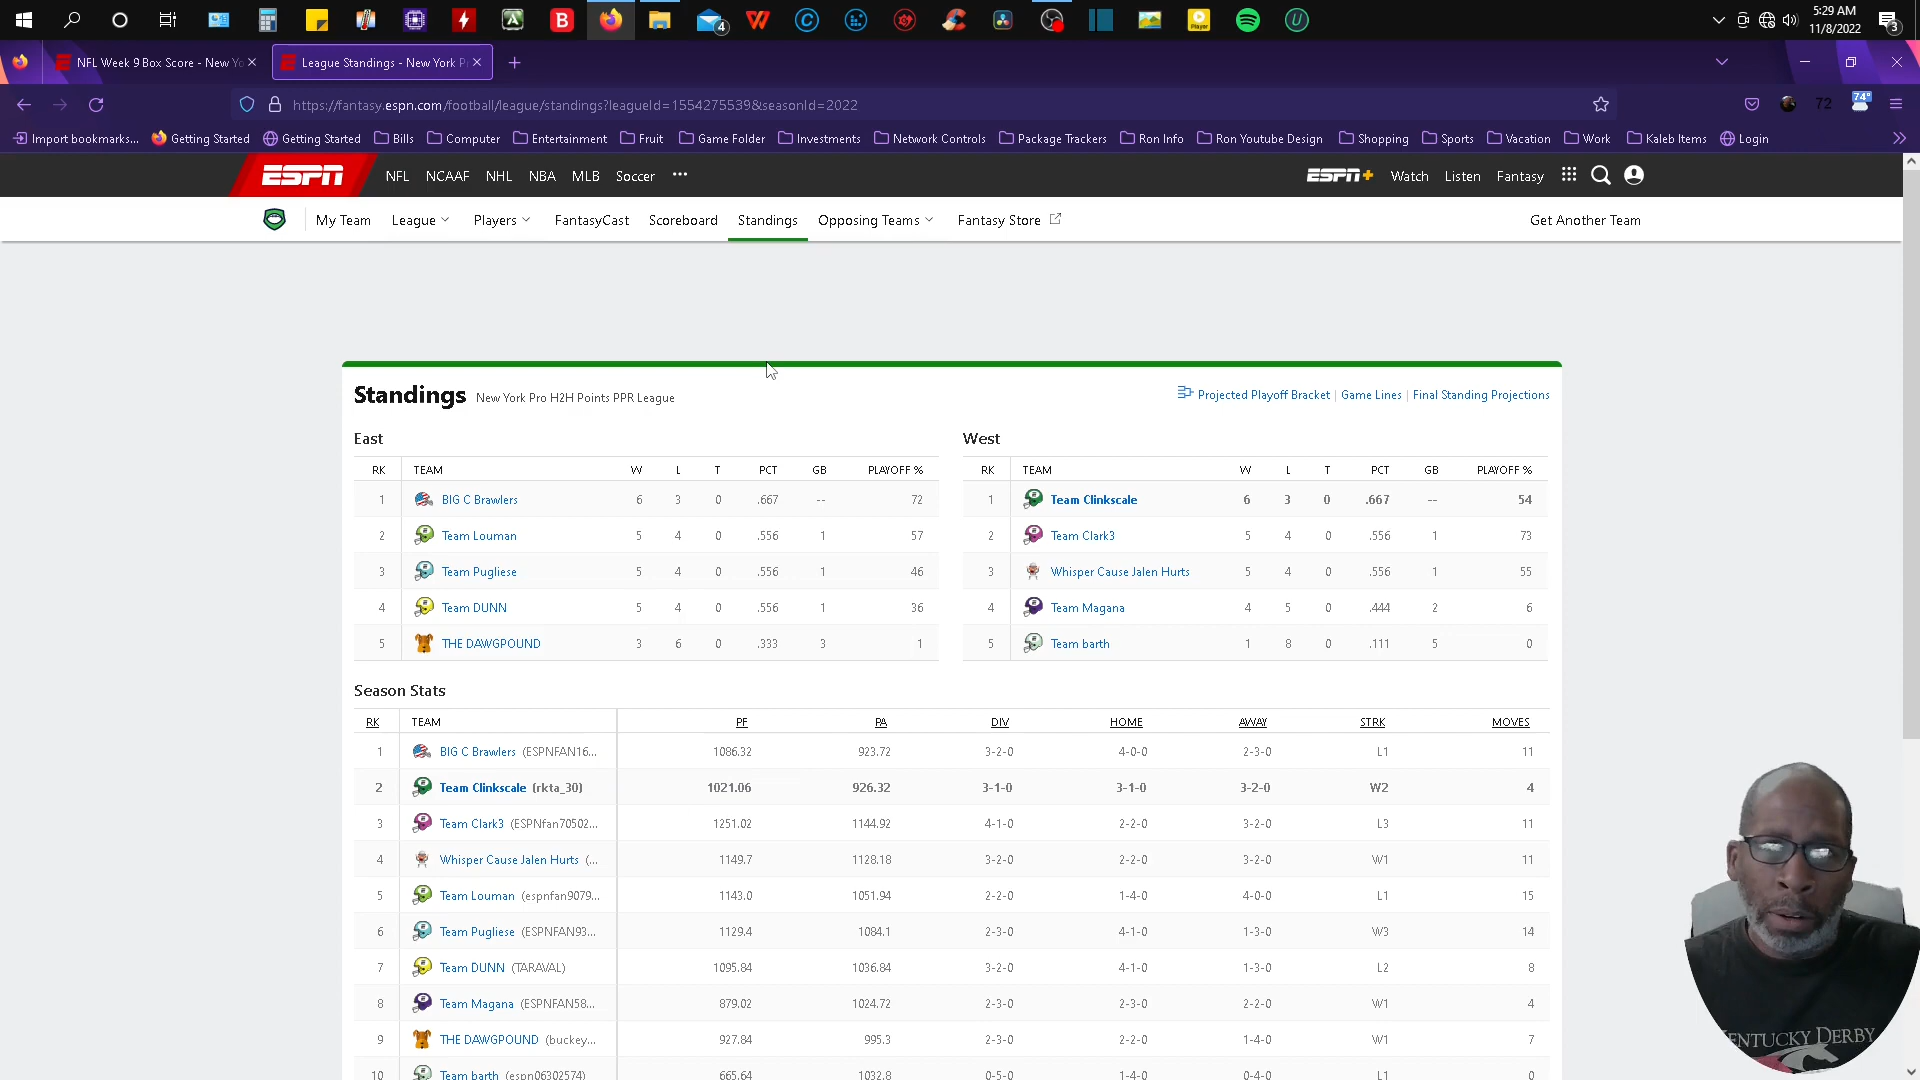 4
5:29 AM
11/8/2022
3
NFL Week 9 Box Score - New Yo
League Standings - New York P
https://fantasy.espn.com/football/league/standings?leagueId=1554275539&seasonId=2022
72
74°
Import bookmarks... Getting Started Getting Started Bills Computer Entertainment Fruit Game Folder Investments Network Controls Package Trackers Ron Info Ron Youtube Design Shopping Sports Vacation Work Kaleb Items Login
ESPN NFL NCAAF NHL NBA MLB Soccer ••• ESPN+ Watch Listen Fantasy
My Team League Players FantasyCast Scoreboard Standings Opposing Teams Fantasy Store Get Another Team
Standings New York Pro H2H Points PPR League
Projected Playoff Bracket | Game Lines | Final Standing Projections
East
RK TEAM W L T PCT GB PLAYOFF %
1 BIG C Brawlers 6 3 0 .667 -- 72
2 Team Louman 5 4 0 .556 1 57
3 Team Pugliese 5 4 0 .556 1 46
4 Team DUNN 5 4 0 .556 1 36
5 THE DAWGPOUND 3 6 0 .333 3 1
West
RK TEAM W L T PCT GB PLAYOFF %
1 Team Clinkscale 6 3 0 .667 -- 54
2 Team Clark3 5 4 0 .556 1 73
3 Whisper Cause Jalen Hurts 5 4 0 .556 1 55
4 Team Magana 4 5 0 .444 2 6
5 Team barth 1 8 0 .111 5 0
Season Stats
RK TEAM PF PA DIV HOME AWAY STRK MOVES
1 BIG C Brawlers (ESPNFAN16... 1086.32 923.72 3-2-0 4-0-0 2-3-0 L1 11
2 Team Clinkscale (rkta_30) 1021.06 926.32 3-1-0 3-1-0 3-2-0 W2 4
3 Team Clark3 (ESPNfan70502... 1251.02 1144.92 4-1-0 2-2-0 3-2-0 L3 11
4 Whisper Cause Jalen Hurts (... 1149.7 1128.18 3-2-0 2-2-0 3-2-0 W1 11
5 Team Louman (espnfan9079... 1143.0 1051.94 2-2-0 1-4-0 4-0-0 L1 15
6 Team Pugliese (ESPNFAN93... 1129.4 1084.1 2-3-0 4-1-0 1-3-0 W3 14
7 Team DUNN (TARAVAL) 1095.84 1036.84 3-2-0 4-1-0 1-3-0 L2 8
8 Team Magana (ESPNFAN58... 879.02 1024.72 2-3-0 2-3-0 2-2-0 W1 4
9 THE DAWGPOUND (buckey... 927.84 995.3 2-3-0 2-2-0 1-4-0 W1 7
10 Team barth (espn06302574) 665.64 1032.8 0-5-0 1-4-0 0-4-0 L1 0
KENTUCKY DERBY